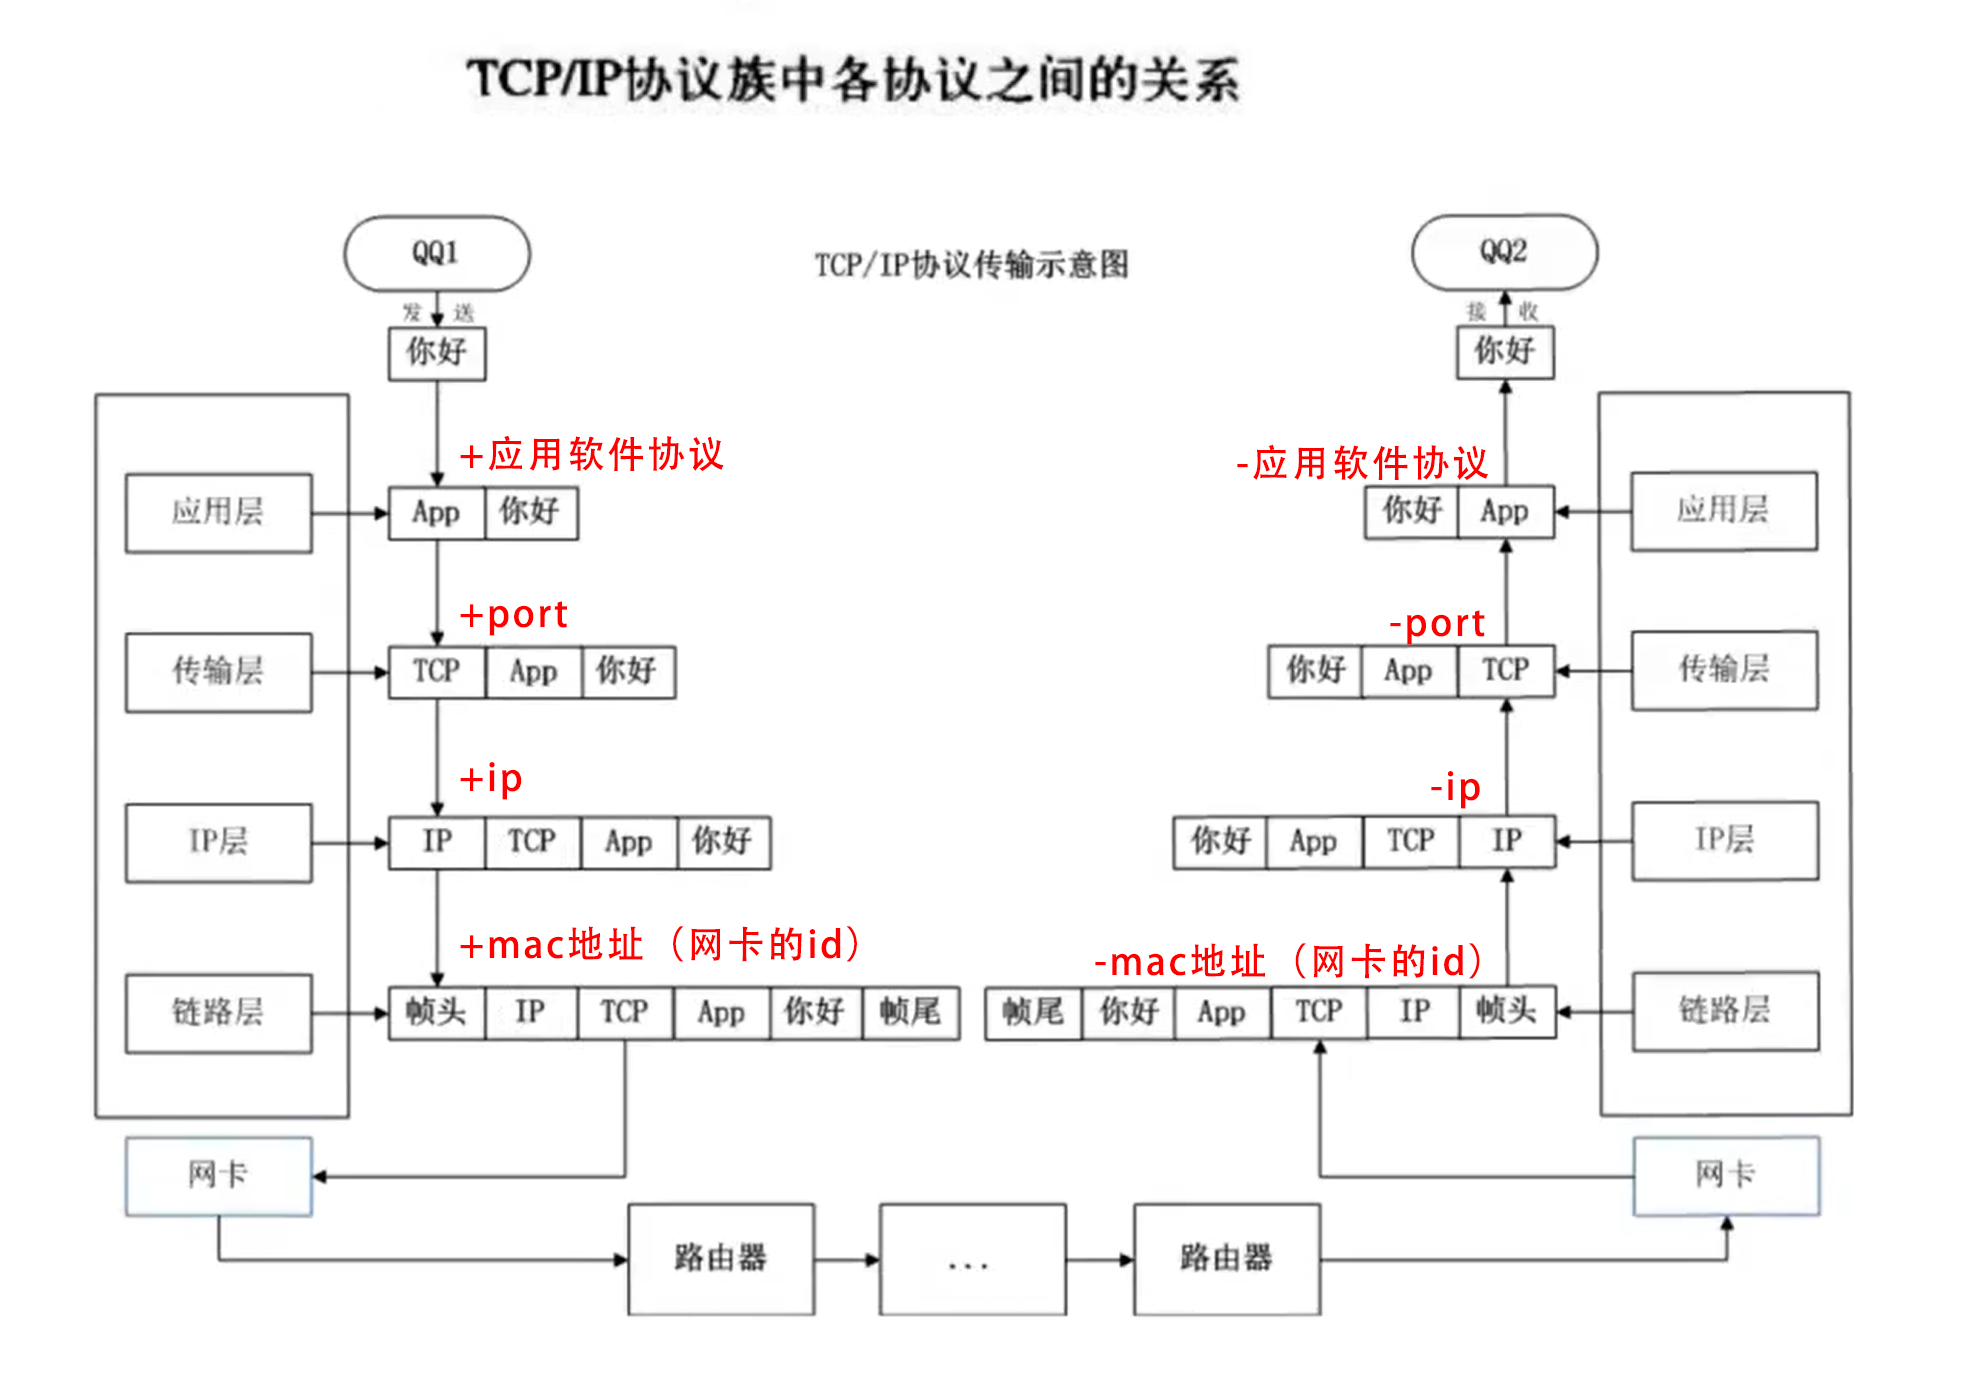 TCP/IP协议族中各协议之间的关系
QQ1
TCP/IP协议传输示意图
QQ2
发 送
接 收
你好
你好
+应用软件协议
-应用软件协议
应用层
App 你好
你好 App
应用层
+port
-port
传输层
TCP App 你好
你好 App TCP
传输层
+ip
-ip
IP层
IP TCP App 你好
你好 App TCP IP
IP层
+mac地址（网卡的id）
-mac地址（网卡的id）
链路层
帧头 IP TCP App 你好 帧尾
帧尾 你好 App TCP IP 帧头
链路层
网卡
网卡
路由器
...
路由器